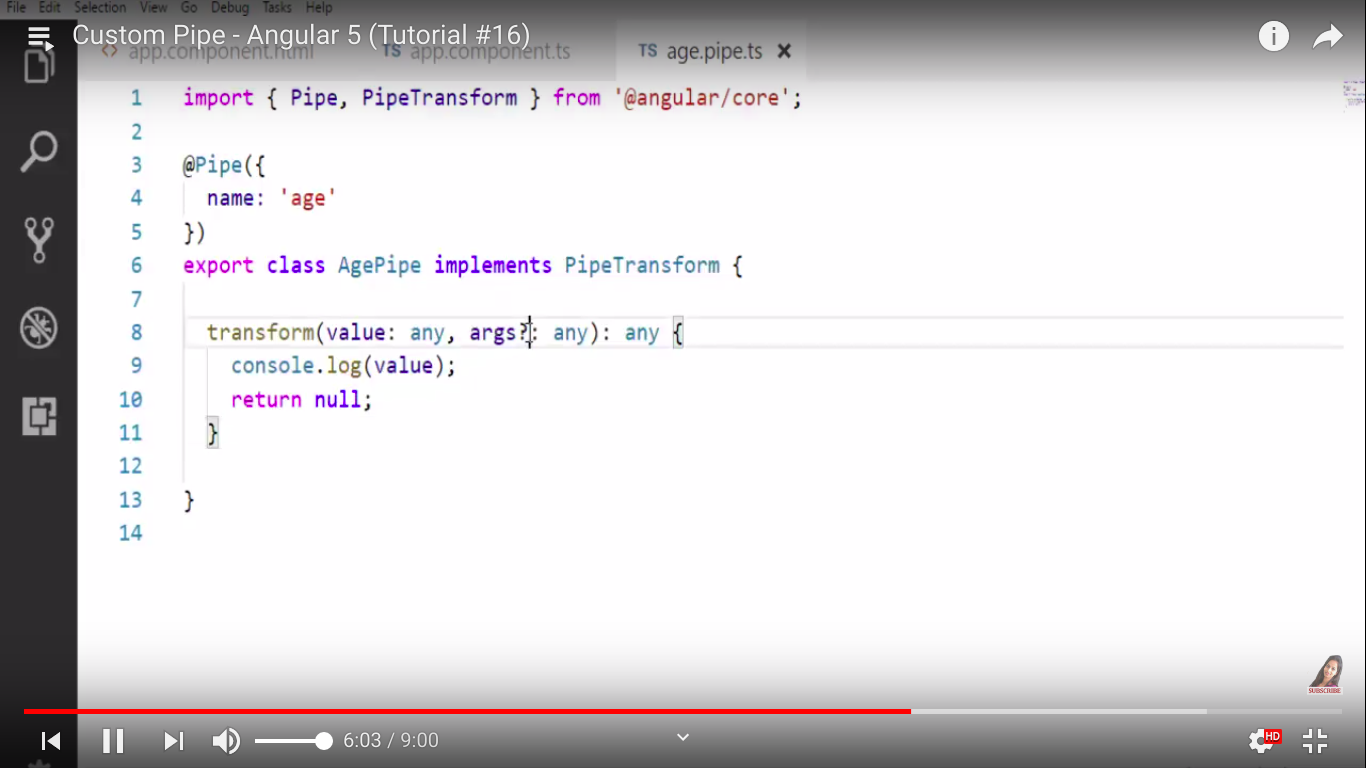 File Edit Selection View Go Debug Tasks Help
Custom Pipe - Angular 5 (Tutorial #16)
<> app.component.html TS app.component.ts TS age.pipe.ts ×
1 import { Pipe, PipeTransform } from '@angular/core';
2
3 @Pipe({
4 name: 'age'
5 })
6 export class AgePipe implements PipeTransform {
7
8 transform(value: any, args?: any): any {
9 console.log(value);
10 return null;
11 }
12
13 }
14
SUBSCRIBE
6:03 / 9:00
HD